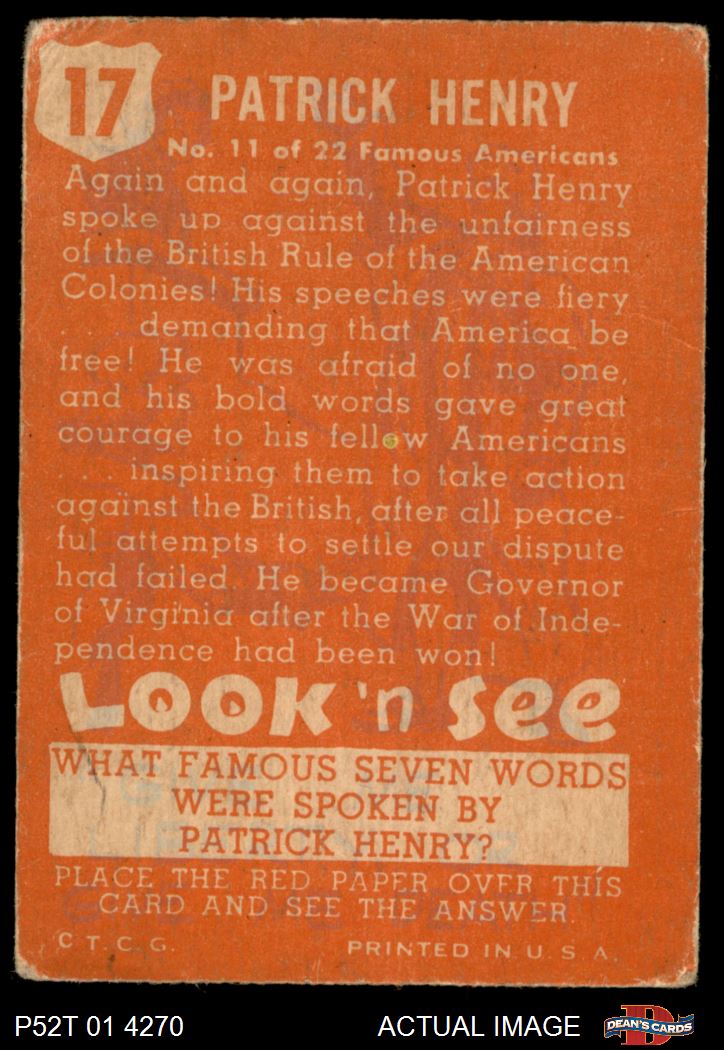 17
PATRICK HENRY
No. 11 of 22 Famous Americans
Again and again, Patrick Henry
spoke up against the unfairness
of the British Rule of the American
Colonies! His speeches were fiery
. . . . demanding that America be
free! He was afraid of no one,
and his bold words gave great
courage to his fellow Americans
. . . inspiring them to take action
against the British, after all peace-
ful attempts to settle our dispute
had failed. He became Governor
of Virginia after the War of Inde-
pendence had been won!
LOOK 'n SEE
WHAT FAMOUS SEVEN WORDS
WERE SPOKEN BY
PATRICK HENRY?
PLACE THE RED PAPER OVER THIS
CARD AND SEE THE ANSWER.
© T. C. G. PRINTED IN U. S. A.
P52T 01 4270 ACTUAL IMAGE DEAN'S CARDS